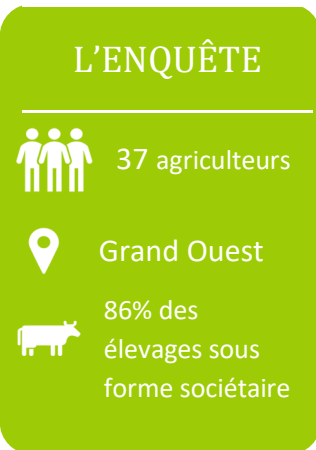 L'ENQUÊTE
37 agriculteurs
Grand Ouest
86% des
élevages sous
forme sociétaire